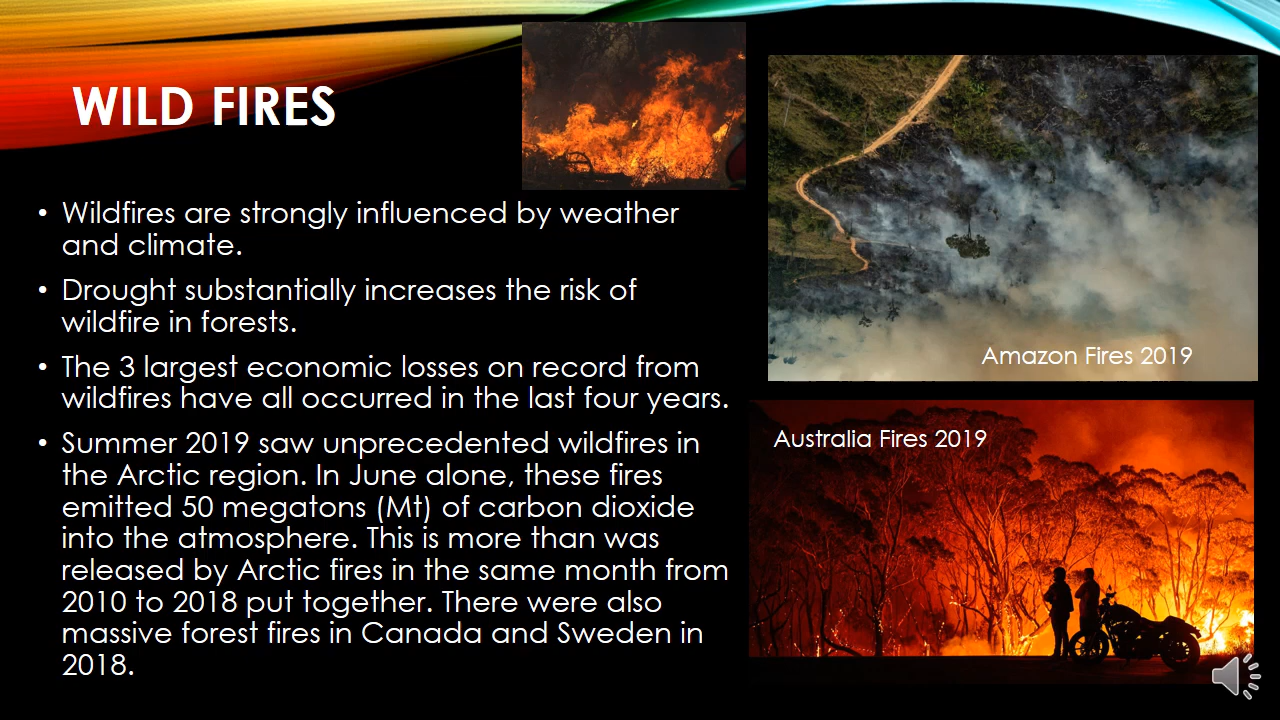 WILD FIRES
• Wildfires are strongly influenced by weather
and climate.
• Drought substantially increases the risk of
wildfire in forests.
• The 3 largest economic losses on record from
wildfires have all occurred in the last four years.
• Summer 2019 saw unprecedented wildfires in
the Arctic region. In June alone, these fires
emitted 50 megatons (Mt) of carbon dioxide
into the atmosphere. This is more than was
released by Arctic fires in the same month from
2010 to 2018 put together. There were also
massive forest fires in Canada and Sweden in
2018.
Amazon Fires 2019
Australia Fires 2019